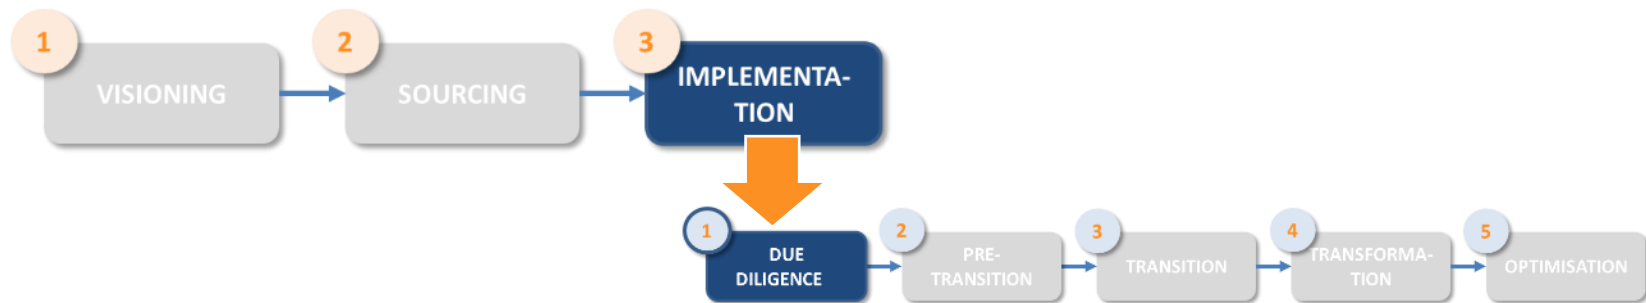 1
VISIONING
2
SOURCING
3
IMPLEMENTA-
TION
1
DUE
DILIGENCE
2
PRE-
TRANSITION
3
TRANSITION
4
TRANSFORMA-
TION
5
OPTIMISATION